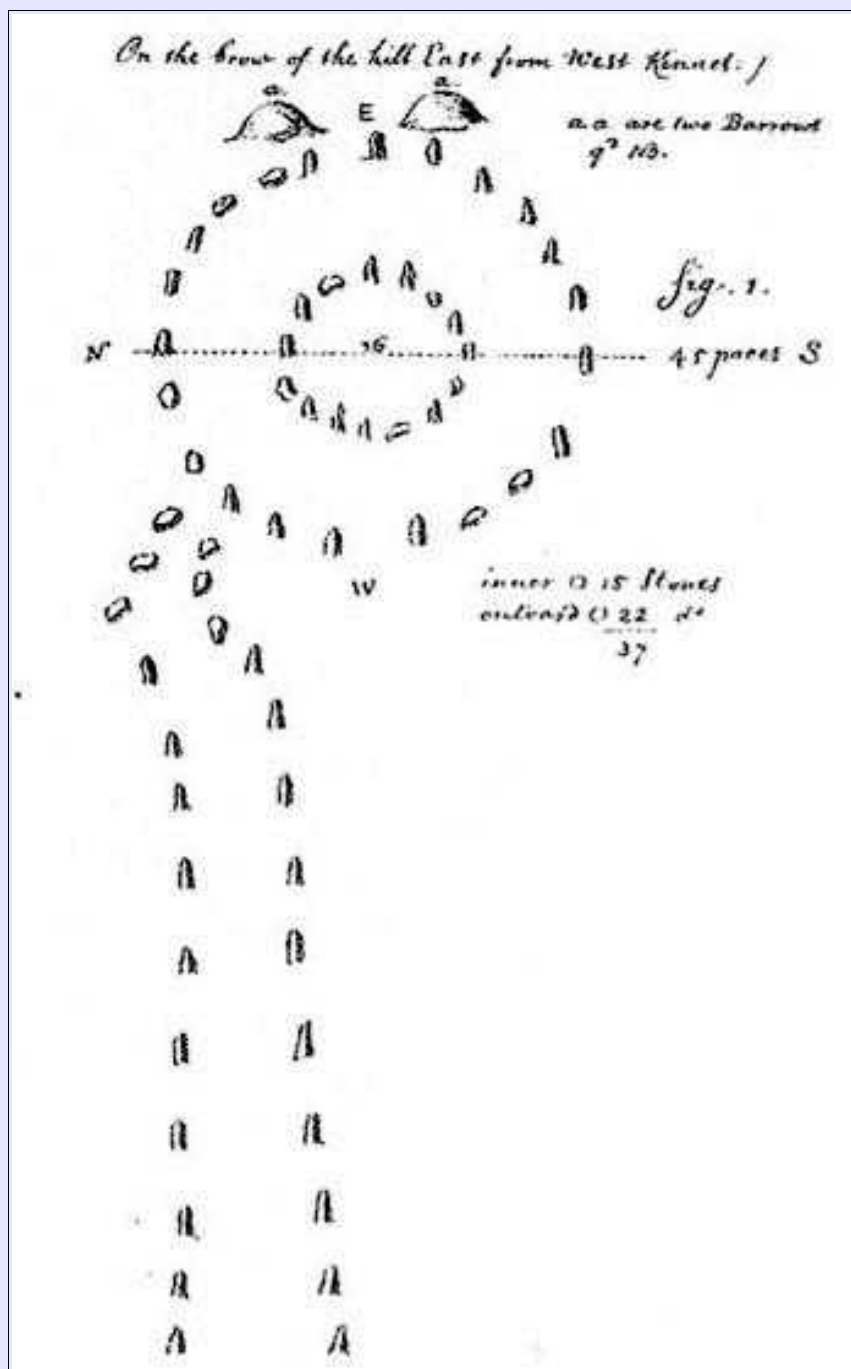 On the brow of the hill East from West Kennet.
a
a
E
a.a are two Barrows
fig. 1.
N
16
45 paces S
W
inner O 15 Stones
outward O 22 do
37